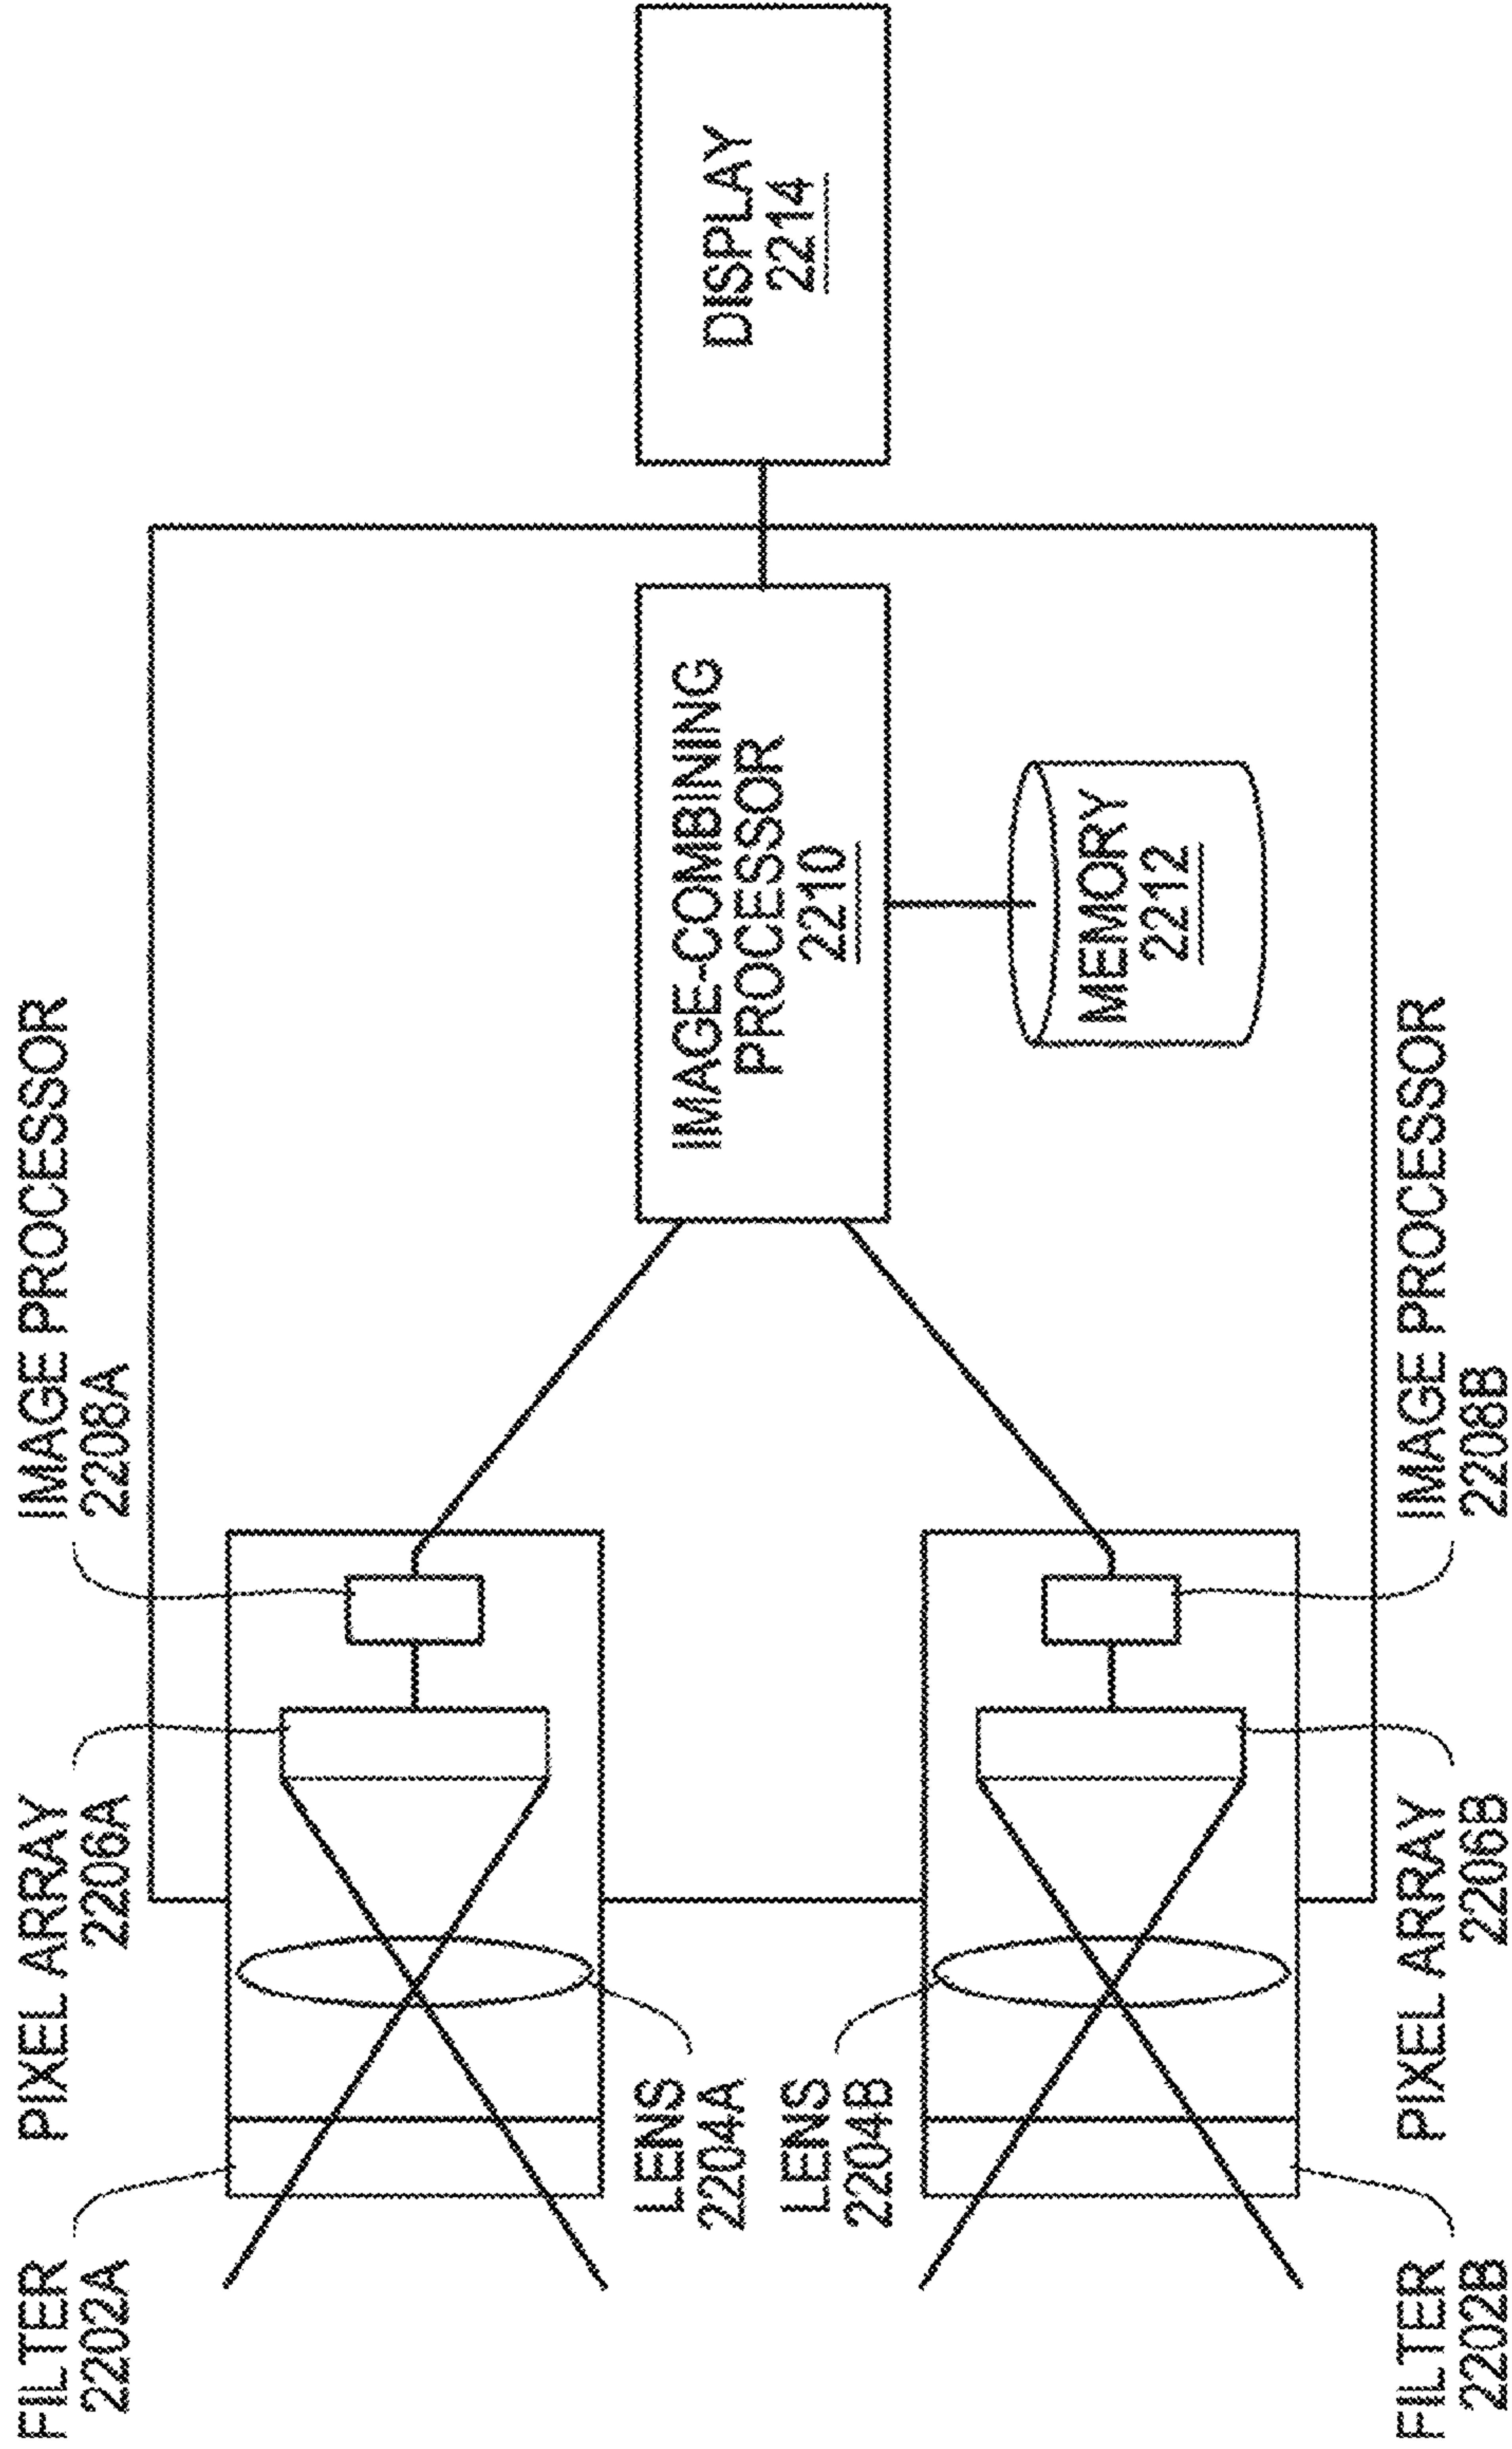 FILTER
2202A
PIXEL ARRAY
2206A
IMAGE PROCESSOR
2208A
LENS
2204A
LENS
2204B
IMAGE-COMBINING
PROCESSOR
2210
MEMORY
2212
DISPLAY
2214
FILTER
2202B
PIXEL ARRAY
2206B
IMAGE PROCESSOR
2208B